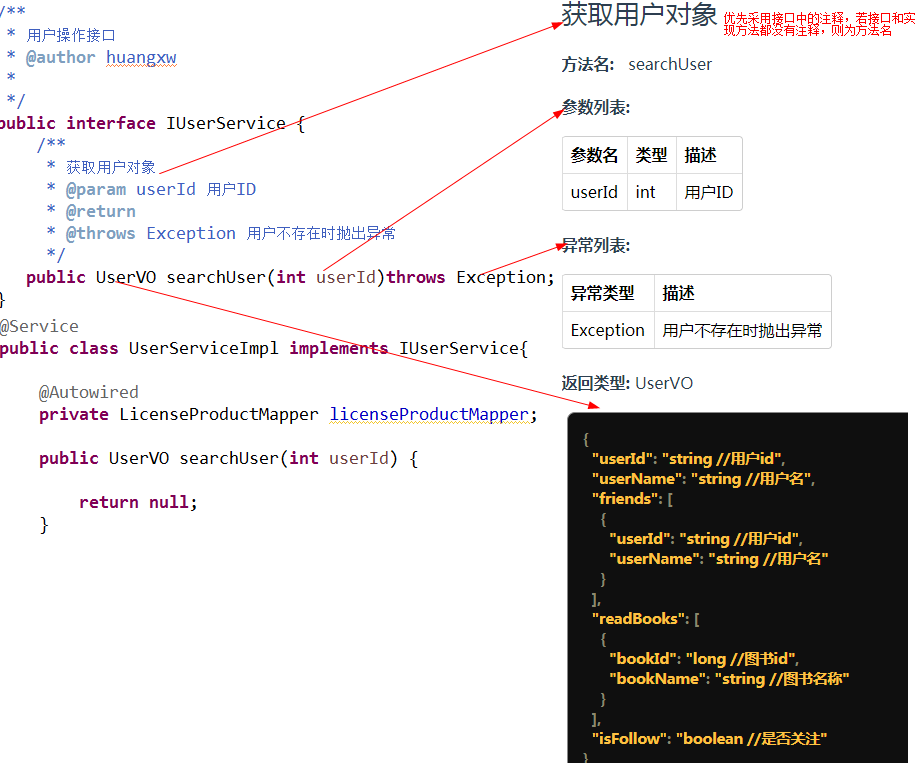 /**
* 用户操作接口
* @author huangxw
*
*/
public interface IUserService {
/**
* 获取用户对象
* @param userId 用户ID
* @return
* @throws Exception 用户不存在时抛出异常
*/
public UserVO searchUser(int userId)throws Exception;
}
@Service
public class UserServiceImpl implements IUserService{
@Autowired
private LicenseProductMapper licenseProductMapper;
public UserVO searchUser(int userId) {
return null;
}
获取用户对象
优先采用接口中的注释，若接口和实
现方法都没有注释，则为方法名
方法名: searchUser
参数列表:
参数名 类型 描述
userId int 用户ID
异常列表:
异常类型 描述
Exception 用户不存在时抛出异常
返回类型: UserVO
{
"userId": "string //用户id",
"userName": "string //用户名",
"friends": [
{
"userId": "string //用户id",
"userName": "string //用户名"
}
],
"readBooks": [
{
"bookId": "long //图书id",
"bookName": "string //图书名称"
}
],
"isFollow": "boolean //是否关注"
}